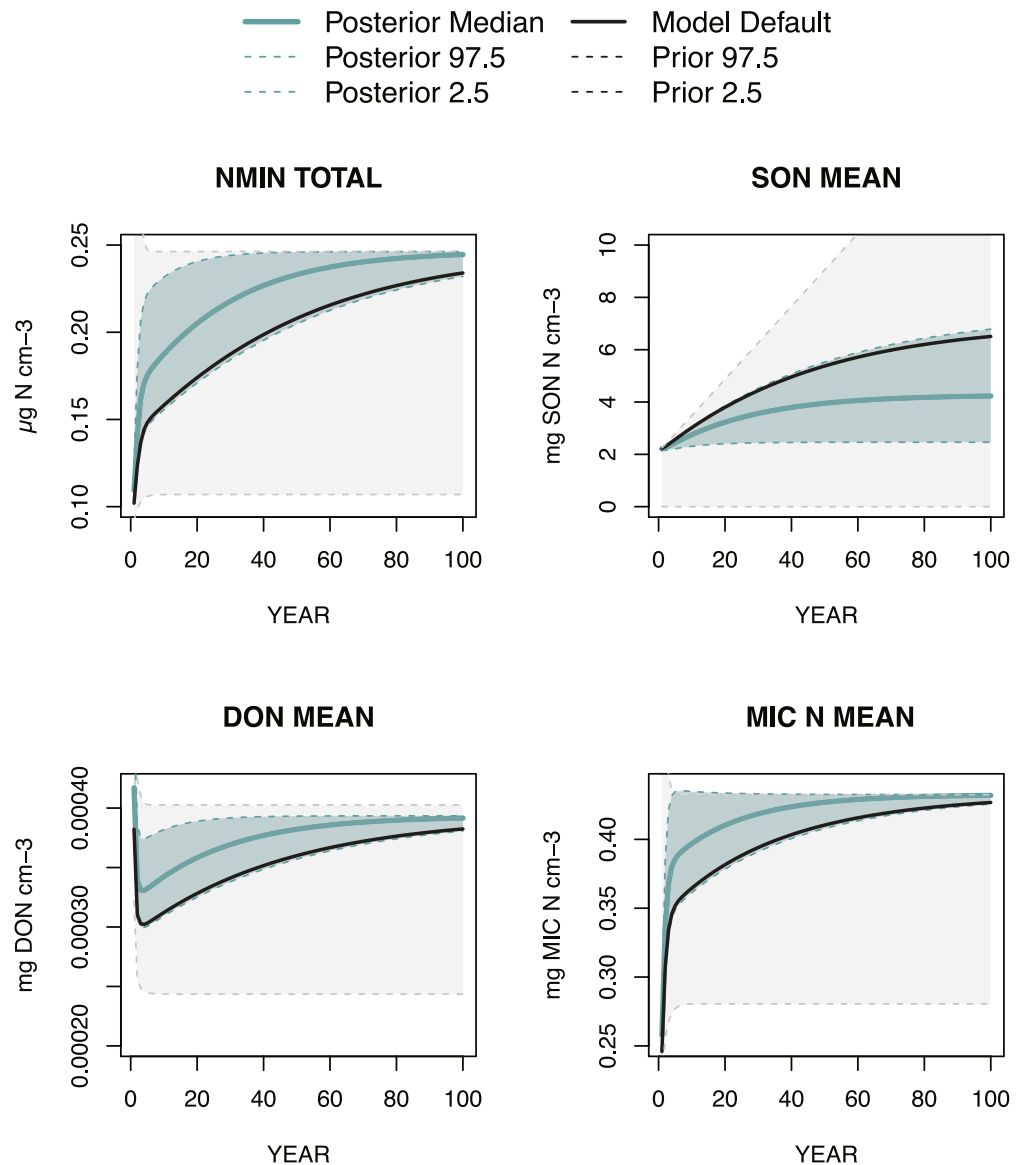 Posterior Median Model Default
Posterior 97.5 Prior 97.5
Posterior 2.5 Prior 2.5
NMIN TOTAL
µg N cm−3
0.25
0.20
0.15
0.10
0 20 40 60 80 100
YEAR
SON MEAN
mg SON N cm−3
10
8
6
4
2
0
0 20 40 60 80 100
YEAR
DON MEAN
mg DON cm−3
0.00040
0.00030
0.00020
0 20 40 60 80 100
YEAR
MIC N MEAN
mg MIC N cm−3
0.40
0.35
0.30
0.25
0 20 40 60 80 100
YEAR